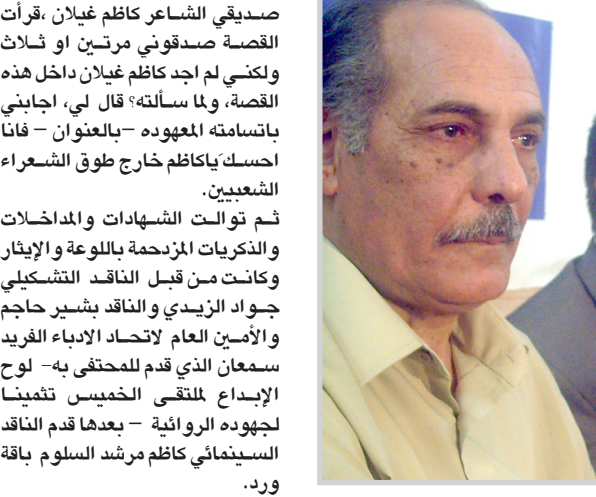 صديقي الشاعر كاظم غيلان ،قرأت
القصة صدقوني مرتين او ثلاث
ولكني لم اجد كاظم غيلان داخل هذه
القصة، ولما سألته؟ قال لي، اجابني
باتسامته المعهوده –بالعنوان – فانا
احسكَ ياكاظم خارج طوق الشعراء
الشعبيين.
ثم توالت الشهادات والمداخلات
والذكريات المزدحمة باللوعة والإيثار
وكانت من قبل الناقد التشكيلي
جواد الزيدي والناقد بشير حاجم
والأمين العام لاتحاد الادباء الفريد
سمعان الذي قدم للمحتفى به- لوح
الإبداع لملتقى الخميس تثمينا
لجهوده الروائية – بعدها قدم الناقد
السينمائي كاظم مرشد السلوم باقة
ورد.